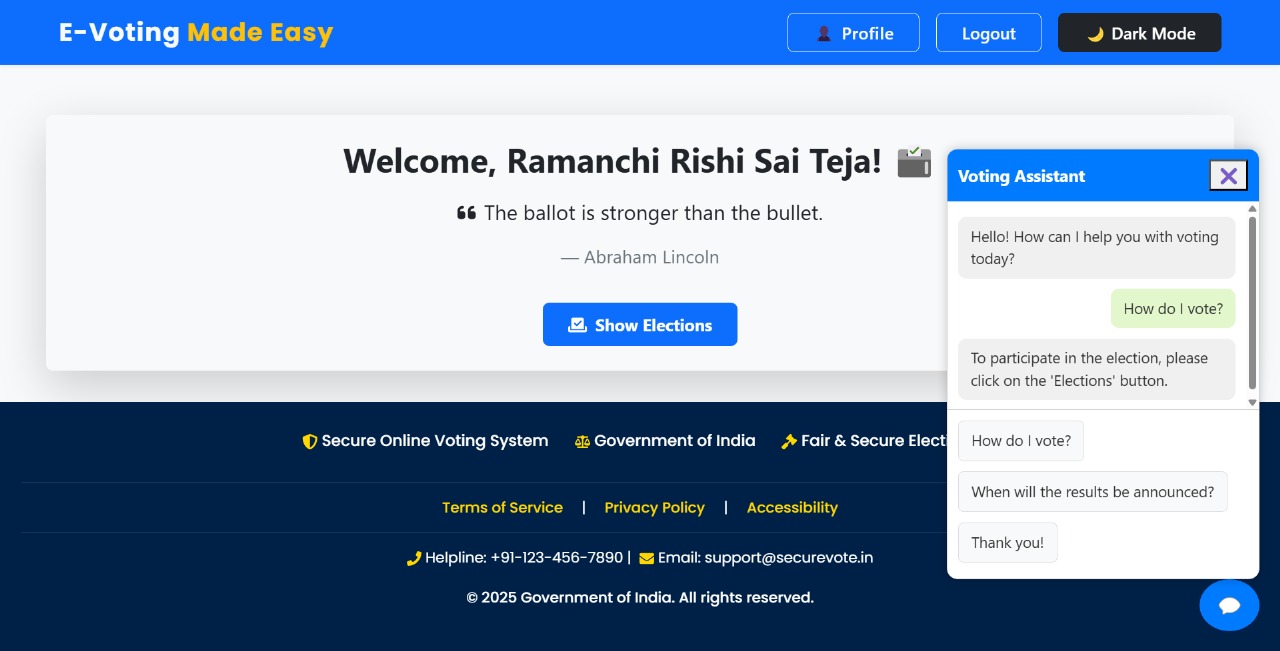 E-Voting Made Easy
Profile
Logout
Dark Mode
Welcome, Ramanchi Rishi Sai Teja!
The ballot is stronger than the bullet.
— Abraham Lincoln
Show Elections
Voting Assistant
Hello! How can I help you with voting
today?
How do I vote?
To participate in the election, please
click on the 'Elections' button.
How do I vote?
When will the results be announced?
Thank you!
Secure Online Voting System
Government of India
Fair & Secure
Terms of Service | Privacy Policy | Accessibility
Helpline: +91-123-456-7890 | Email: support@securevote.in
© 2025 Government of India. All rights reserved.